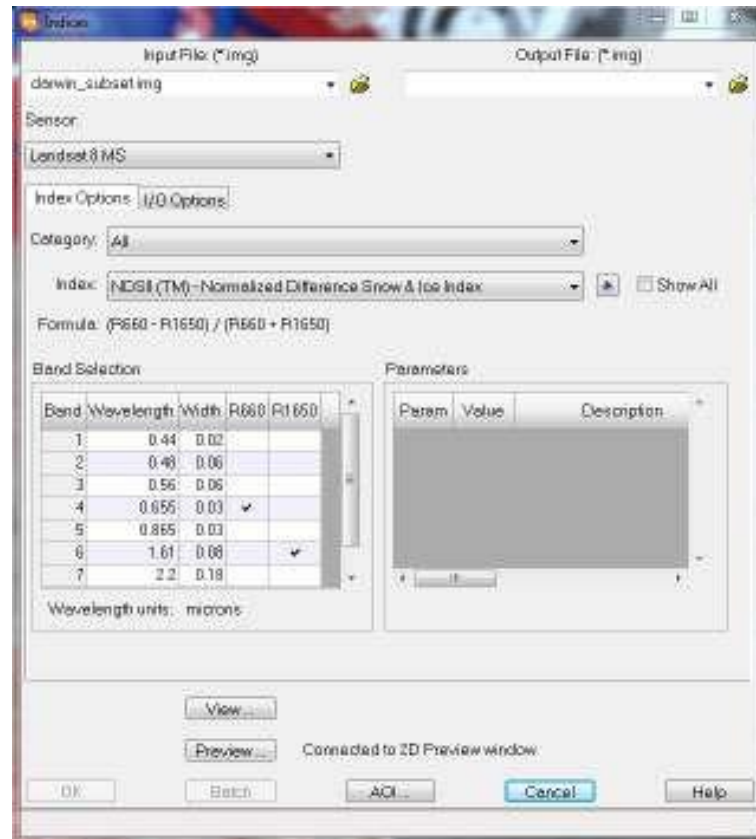 Indices
Input File: (*.img) Output File: (*.img)
darwin_subset.img
Sensor:
Landsat 8 MS
Index Options I/O Options
Category: All
Index: NDSII (TM) - Normalized Difference Snow & Ice Index Show All
Formula: (R660 - R1650) / (R660 + R1650)
Band Selection Parameters
Band Wavelength Width R660 R1650 Param Value Description
1 0.44 0.02
2 0.48 0.06
3 0.56 0.06
4 0.655 0.03
5 0.865 0.03
6 1.61 0.08
7 2.2 0.18
Wavelength units: microns
View...
Preview... Connected to 2D Preview window
OK Batch AOI... Cancel Help